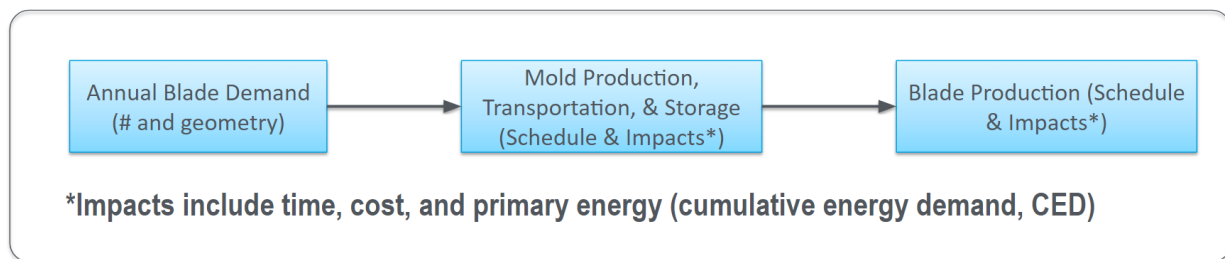 Annual Blade Demand
(# and geometry)
Mold Production,
Transportation, & Storage
(Schedule & Impacts*)
Blade Production (Schedule
& Impacts*)
*Impacts include time, cost, and primary energy (cumulative energy demand, CED)